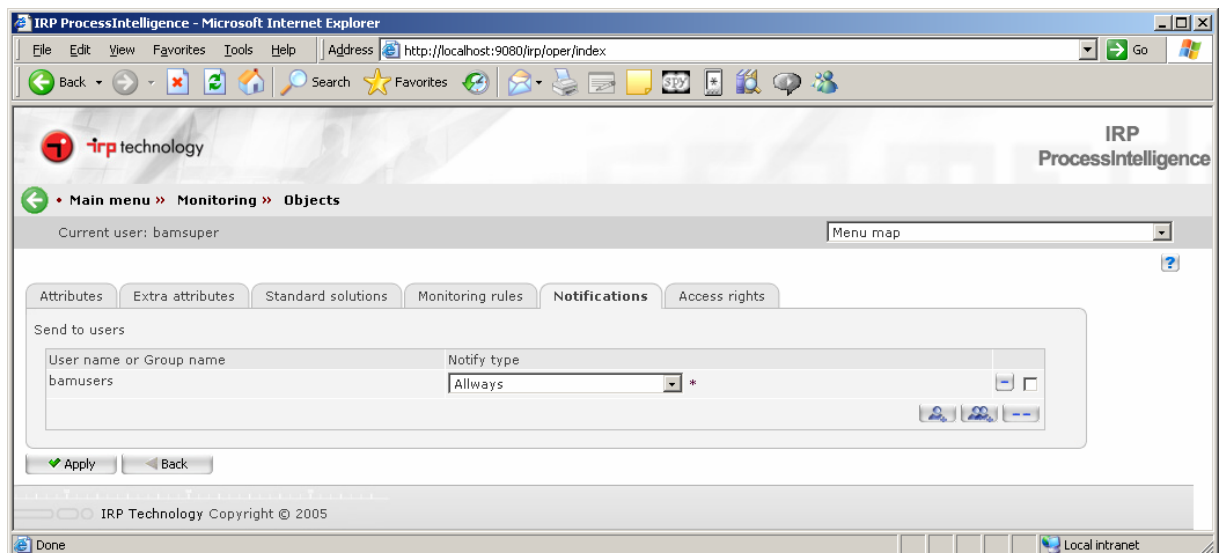 IRP ProcessIntelligence - Microsoft Internet Explorer
File Edit View Favorites Tools Help Address http://localhost:9080/irp/oper/index Go
Back Search Favorites SPY *
irp technology
IRP
ProcessIntelligence
• Main menu » Monitoring » Objects
Current user: bamsuper Menu map
?
Attributes Extra attributes Standard solutions Monitoring rules Notifications Access rights
Send to users
User name or Group name Notify type
bamusers Allways *
Apply Back
IRP Technology Copyright © 2005
Done Local intranet